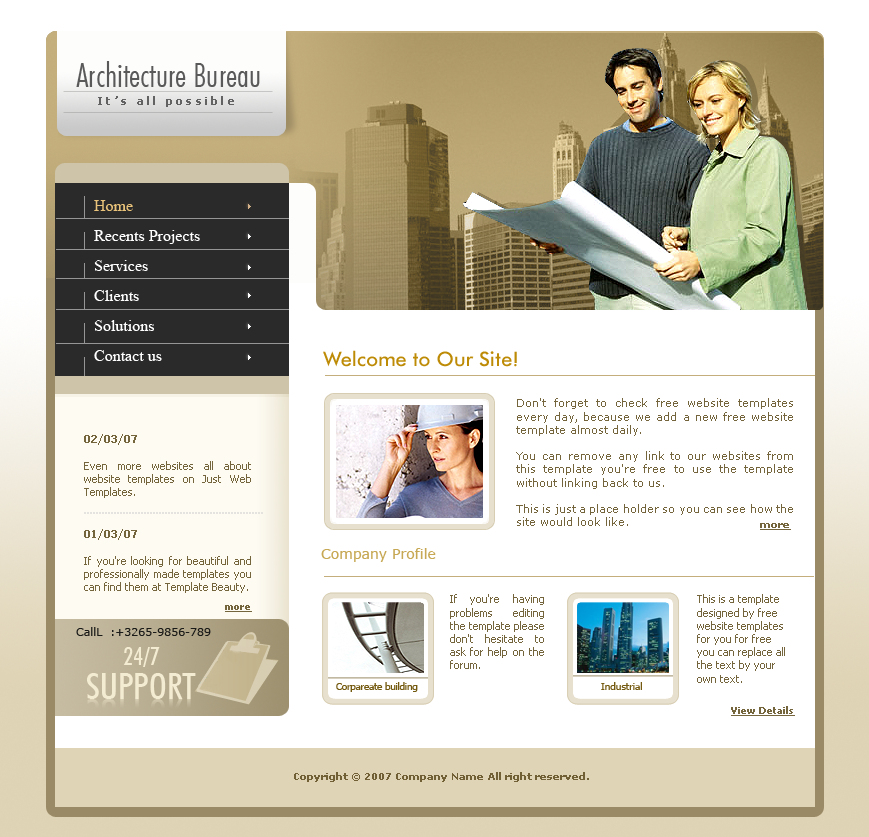 Architecture Bureau
It's all possible
Home
Recents Projects
Services
Clients
Solutions
Contact us
02/03/07
Even more websites all about
website templates on Just Web
Templates.
01/03/07
If you're looking for beautiful and
professionally made templates you
can find them at Template Beauty.
more
CallL :+3265-9856-789
24/7
SUPPORT
Welcome to Our Site!
Don't forget to check free website templates
every day, because we add a new free website
template almost daily.
You can remove any link to our websites from
this template you're free to use the template
without linking back to us.
This is just a place holder so you can see how the
site would look like.
more
Company Profile
Corpareate building
If you're having
problems editing
the template please
don't hesitate to
ask for help on the
forum.
Industrial
This is a template
designed by free
website templates
for you for free
you can replace all
the text by your
own text.
View Details
Copyright © 2007 Company Name All right reserved.